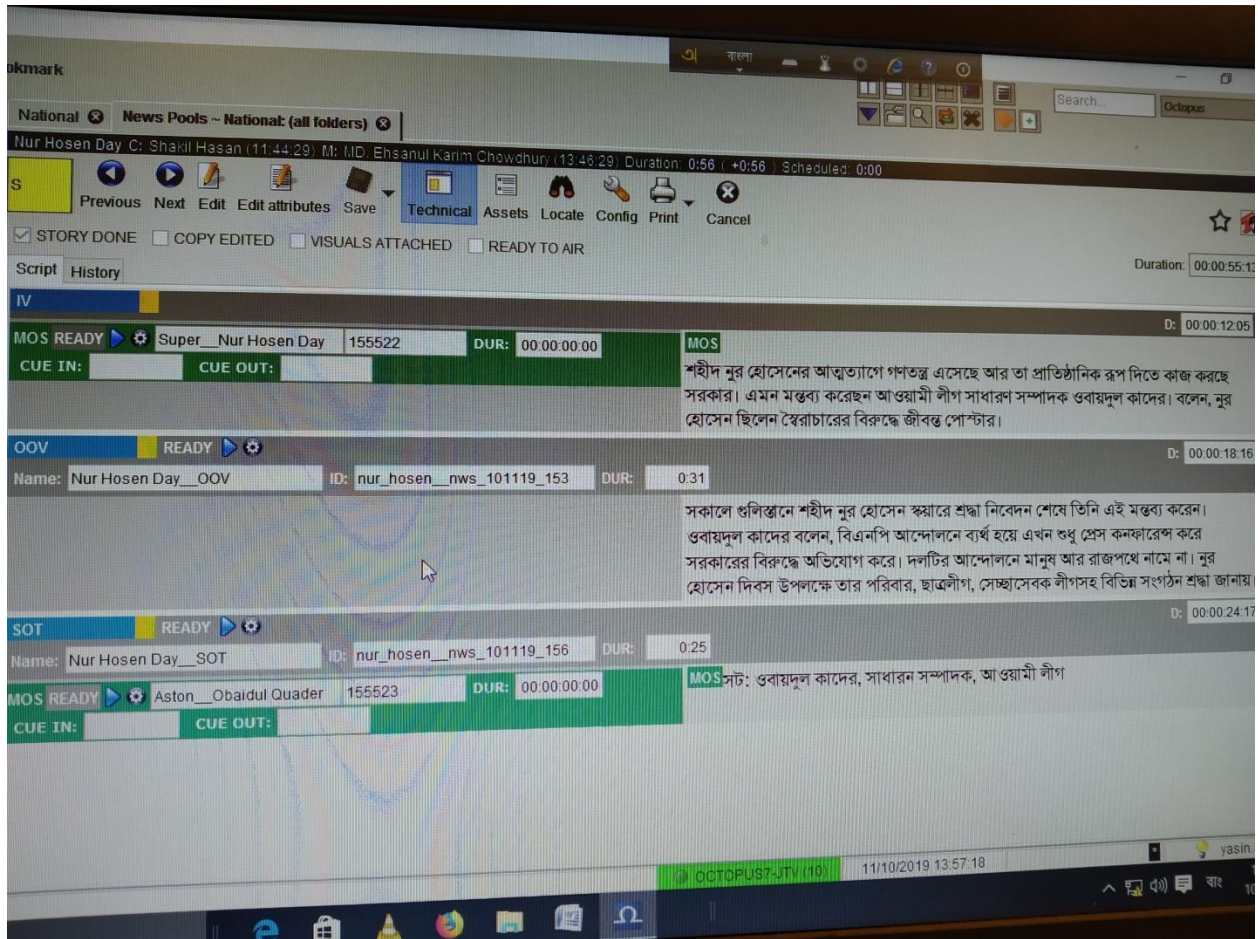 অ বাংলা
okmark
Search... Octopus
National News Pools ~ National: (all folders)
Nur Hosen Day C: Shakil Hasan (11:44:29) M: MD. Ehsanul Karim Chowdhury (13:46:29) Duration: 0:56 ( +0:56 ) Scheduled: 0:00
S Previous Next Edit Edit attributes Save Technical Assets Locate Config Print Cancel
STORY DONE COPY EDITED VISUALS ATTACHED READY TO AIR
Duration: 00:00:55:13
Script History
IV
D: 00:00:12:05
MOS READY Super__Nur Hosen Day 155522 DUR: 00:00:00:00 MOS
CUE IN: CUE OUT:
শহীদ নুর হোসেনের আত্মত্যাগে গণতন্ত্র এসেছে আর তা প্রাতিষ্ঠানিক রূপ দিতে কাজ করছে
সরকার। এমন মন্তব্য করেছন আওয়ামী লীগ সাধারণ সম্পাদক ওবায়দুল কাদের। বলেন, নুর
হোসেন ছিলেন স্বৈরাচারের বিরুদ্ধে জীবন্ত পোস্টার।
OOV READY
D: 00:00:18:16
Name: Nur Hosen Day__OOV ID: nur_hosen__nws_101119_153 DUR: 0:31
সকালে গুলিস্তানে শহীদ নুর হোসেন স্কয়ারে শ্রদ্ধা নিবেদন শেষে তিনি এই মন্তব্য করেন।
ওবায়দুল কাদের বলেন, বিএনপি আন্দোলনে ব্যর্থ হয়ে এখন শুধু প্রেস কনফারেন্স করে
সরকারের বিরুদ্ধে অভিযোগ করে। দলটির আন্দোলনে মানুষ আর রাজপথে নামে না। নুর
হোসেন দিবস উপলক্ষে তার পরিবার, ছাত্রলীগ, সেচ্ছাসেবক লীগসহ বিভিন্ন সংগঠন শ্রদ্ধা জানায়।
SOT READY
D: 00:00:24:17
Name: Nur Hosen Day__SOT ID: nur_hosen__nws_101119_156 DUR: 0:25
MOS READY Aston__Obaidul Quader 155523 DUR: 00:00:00:00 MOS সট: ওবায়দুল কাদের, সাধারন সম্পাদক, আওয়ামী লীগ
CUE IN: CUE OUT:
OCTOPUS7-JTV (10) 11/10/2019 13:57:18 yasin.
বাং